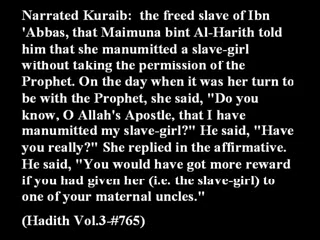 Narrated Kuraib:  the freed slave of Ibn
'Abbas, that Maimuna bint Al-Harith told
him that she manumitted a slave-girl
without taking the permission of the
Prophet. On the day when it was her turn to
be with the Prophet, she said, "Do you
know, O Allah's Apostle, that I have
manumitted my slave-girl?" He said, "Have
you really?" She replied in the affirmative.
He said, "You would have got more reward
if you had given her (i.e. the slave-girl) to
one of your maternal uncles."
(Hadith Vol.3-#765)